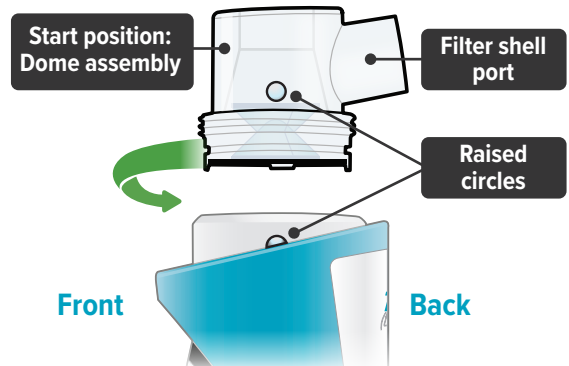 Start position:
Dome assembly
Filter shell
port
Raised
circles
Front
Back